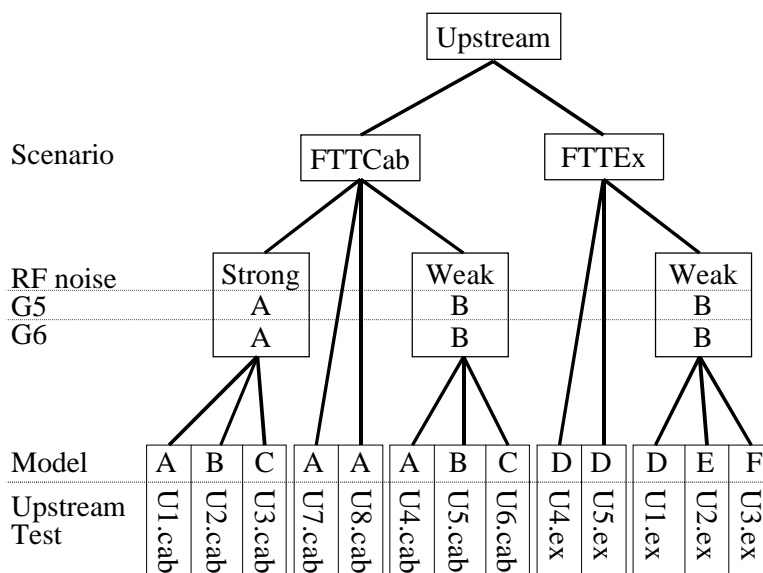 Upstream
Scenario FTTCab FTTEx
RF noise Strong Weak Weak
G5 A B B
G6 A B B
Model A B C A A A B C D D D E F
Upstream Test U1.cab U2.cab U3.cab U7.cab U8.cab U4.cab U5.cab U6.cab U4.ex U5.ex U1.ex U2.ex U3.ex